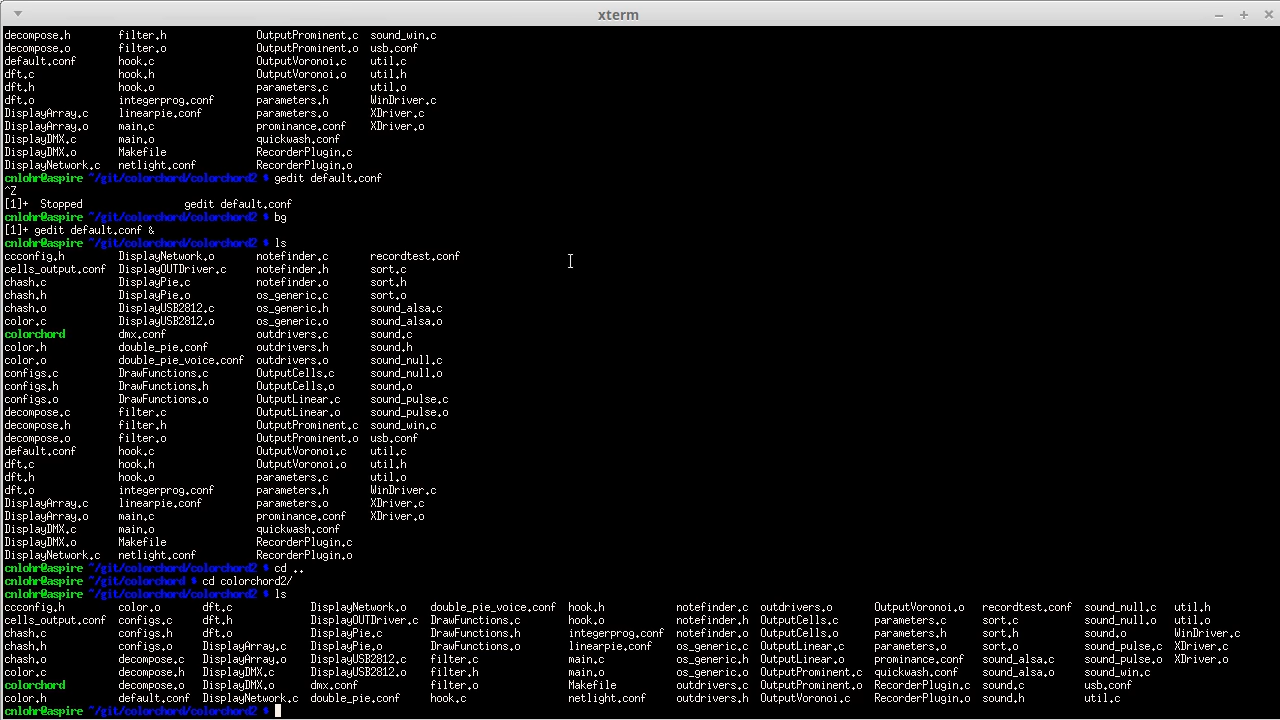 xterm
decompose.h filter.h OutputProminent.c sound_win.c
decompose.o filter.o OutputProminent.o usb.conf
default.conf hook.c OutputVoronoi.c util.c
dft.c hook.h OutputVoronoi.o util.h
dft.h hook.o parameters.c util.o
dft.o integerprog.conf parameters.h WinDriver.c
DisplayArray.c linearpie.conf parameters.o XDriver.c
DisplayArray.o main.c prominance.conf XDriver.o
DisplayDMX.c main.o quickwash.conf
DisplayDMX.o Makefile RecorderPlugin.c
DisplayNetwork.c netlight.conf RecorderPlugin.o
cnlohr@aspire ~/git/colorchord/colorchord2 $ gedit default.conf
^Z
[1]+ Stopped gedit default.conf
cnlohr@aspire ~/git/colorchord/colorchord2 $ bg
[1]+ gedit default.conf &
cnlohr@aspire ~/git/colorchord/colorchord2 $ ls
ccconfig.h DisplayNetwork.o notefinder.c recordtest.conf
cells_output.conf DisplayOUTDriver.c notefinder.h sort.c
chash.c DisplayPie.c notefinder.o sort.h
chash.h DisplayPie.o os_generic.c sort.o
chash.o DisplayUSB2812.c os_generic.h sound_alsa.c
color.c DisplayUSB2812.o os_generic.o sound_alsa.o
colorchord dmx.conf outdrivers.c sound.c
color.h double_pie.conf outdrivers.h sound.h
color.o double_pie_voice.conf outdrivers.o sound_null.c
configs.c DrawFunctions.c OutputCells.c sound_null.o
configs.h DrawFunctions.h OutputCells.o sound.o
configs.o DrawFunctions.o OutputLinear.c sound_pulse.c
decompose.c filter.c OutputLinear.o sound_pulse.o
decompose.h filter.h OutputProminent.c sound_win.c
decompose.o filter.o OutputProminent.o usb.conf
default.conf hook.c OutputVoronoi.c util.c
dft.c hook.h OutputVoronoi.o util.h
dft.h hook.o parameters.c util.o
dft.o integerprog.conf parameters.h WinDriver.c
DisplayArray.c linearpie.conf parameters.o XDriver.c
DisplayArray.o main.c prominance.conf XDriver.o
DisplayDMX.c main.o quickwash.conf
DisplayDMX.o Makefile RecorderPlugin.c
DisplayNetwork.c netlight.conf RecorderPlugin.o
cnlohr@aspire ~/git/colorchord/colorchord2 $ cd ..
cnlohr@aspire ~/git/colorchord $ cd colorchord2/
cnlohr@aspire ~/git/colorchord/colorchord2 $ ls
ccconfig.h color.o dft.c DisplayNetwork.o double_pie_voice.conf hook.h notefinder.c outdrivers.o OutputVoronoi.o recordtest.conf sound_null.c util.h
cells_output.conf configs.c dft.h DisplayOUTDriver.c DrawFunctions.c hook.o notefinder.h OutputCells.c parameters.c sort.c sound_null.o util.o
chash.c configs.h dft.o DisplayPie.c DrawFunctions.h integerprog.conf notefinder.o OutputCells.o parameters.h sort.h sound.o WinDriver.c
chash.h configs.o DisplayArray.c DisplayPie.o DrawFunctions.o linearpie.conf os_generic.c OutputLinear.c parameters.o sort.o sound_pulse.c XDriver.c
chash.o decompose.c DisplayArray.o DisplayUSB2812.c filter.c main.c os_generic.h OutputLinear.o prominance.conf sound_alsa.c sound_pulse.o XDriver.o
color.c decompose.h DisplayDMX.c DisplayUSB2812.o filter.h main.o os_generic.o OutputProminent.c quickwash.conf sound_alsa.o sound_win.c
colorchord decompose.o DisplayDMX.o dmx.conf filter.o Makefile outdrivers.c OutputProminent.o RecorderPlugin.c sound.c usb.conf
color.h default.conf DisplayNetwork.c double_pie.conf hook.c netlight.conf outdrivers.h OutputVoronoi.c RecorderPlugin.o sound.h util.c
cnlohr@aspire ~/git/colorchord/colorchord2 $